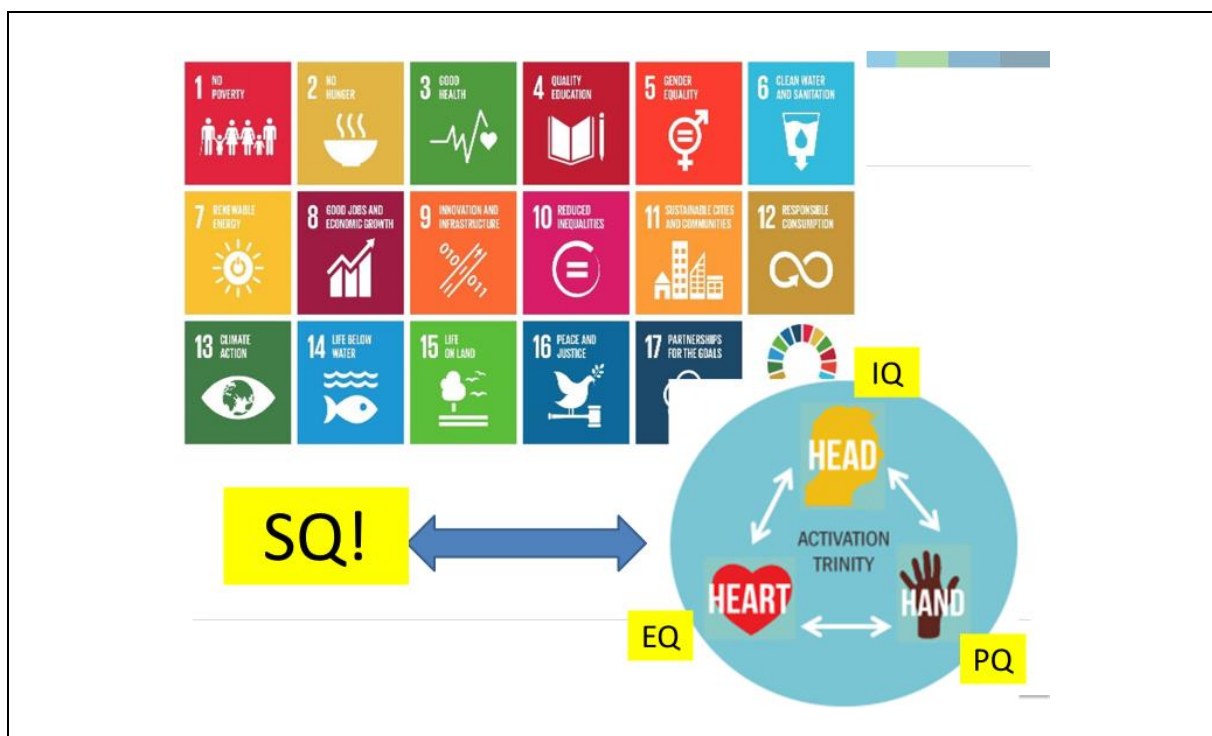 1 NO
POVERTY
2 NO
HUNGER
3 GOOD
HEALTH
4 QUALITY
EDUCATION
5 GENDER
EQUALITY
6 CLEAN WATER
AND SANITATION
7 RENEWABLE
ENERGY
8 GOOD JOBS AND
ECONOMIC GROWTH
9 INNOVATION AND
INFRASTRUCTURE
010
011
10 REDUCED
INEQUALITIES
11 SUSTAINABLE CITIES
AND COMMUNITIES
12 RESPONSIBLE
CONSUMPTION
13 CLIMATE
ACTION
14 LIFE BELOW
WATER
15 LIFE
ON LAND
16 PEACE AND
JUSTICE
17 PARTNERSHIPS
FOR THE GOALS
IQ
HEAD
SQ!
ACTIVATION
TRINITY
HEART
HAND
EQ
PQ